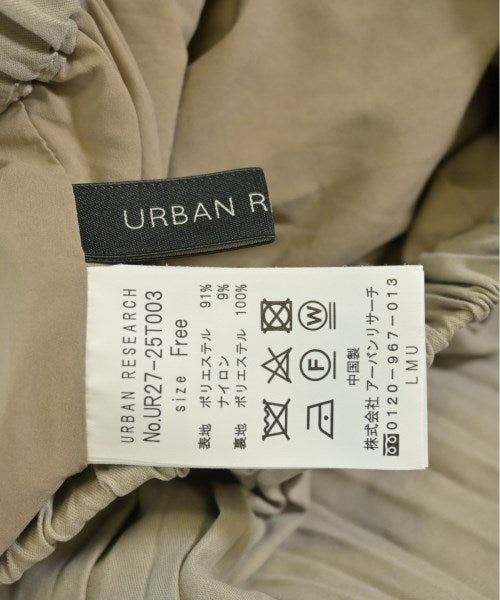 URBAN R
URBAN RESEARCH
No.UR27-25T003
size Free
表地 ポリエステル 91%
ナイロン 9%
裏地 ポリエステル 100%
W
F
中国製
株式会社 アーバンリサーチ
0120-967-013
LMU